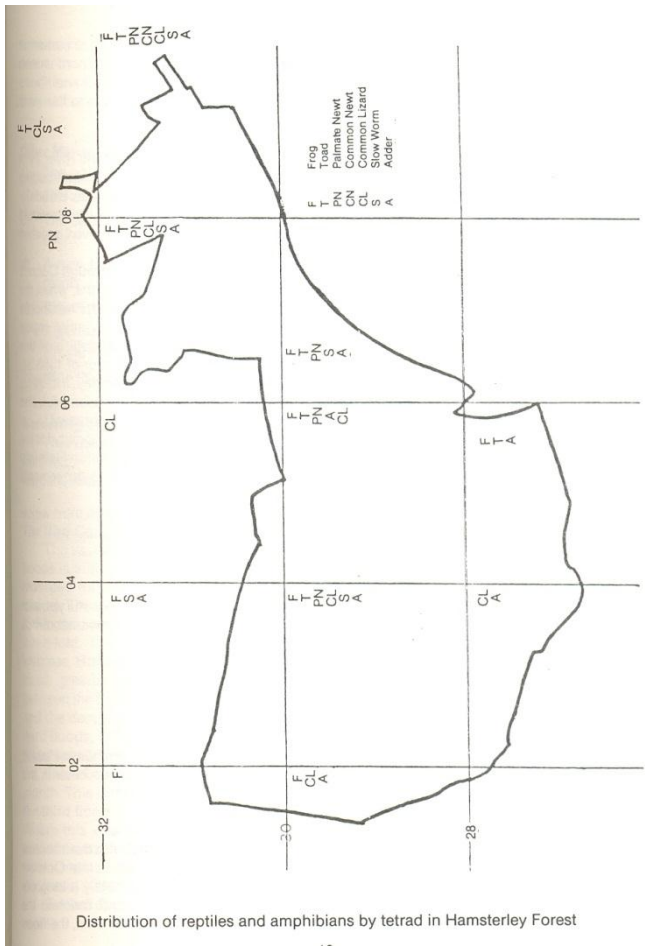 F
T
CL
S
A
PN
02
04
06
08
32
F
F
S
A
CL
F
T
PN
CL
S
A
F
T
PN
CN
CL
S
A
30
F
CL
A
F
T
PN
CL
S
A
F
T
PN
A
CL
F
T
PN
S
A
F Frog
T Toad
PN Palmate Newt
CN Common Newt
CL Common Lizard
S Slow Worm
A Adder
28
CL
A
F
T
A
Distribution of reptiles and amphibians by tetrad in Hamsterley Forest